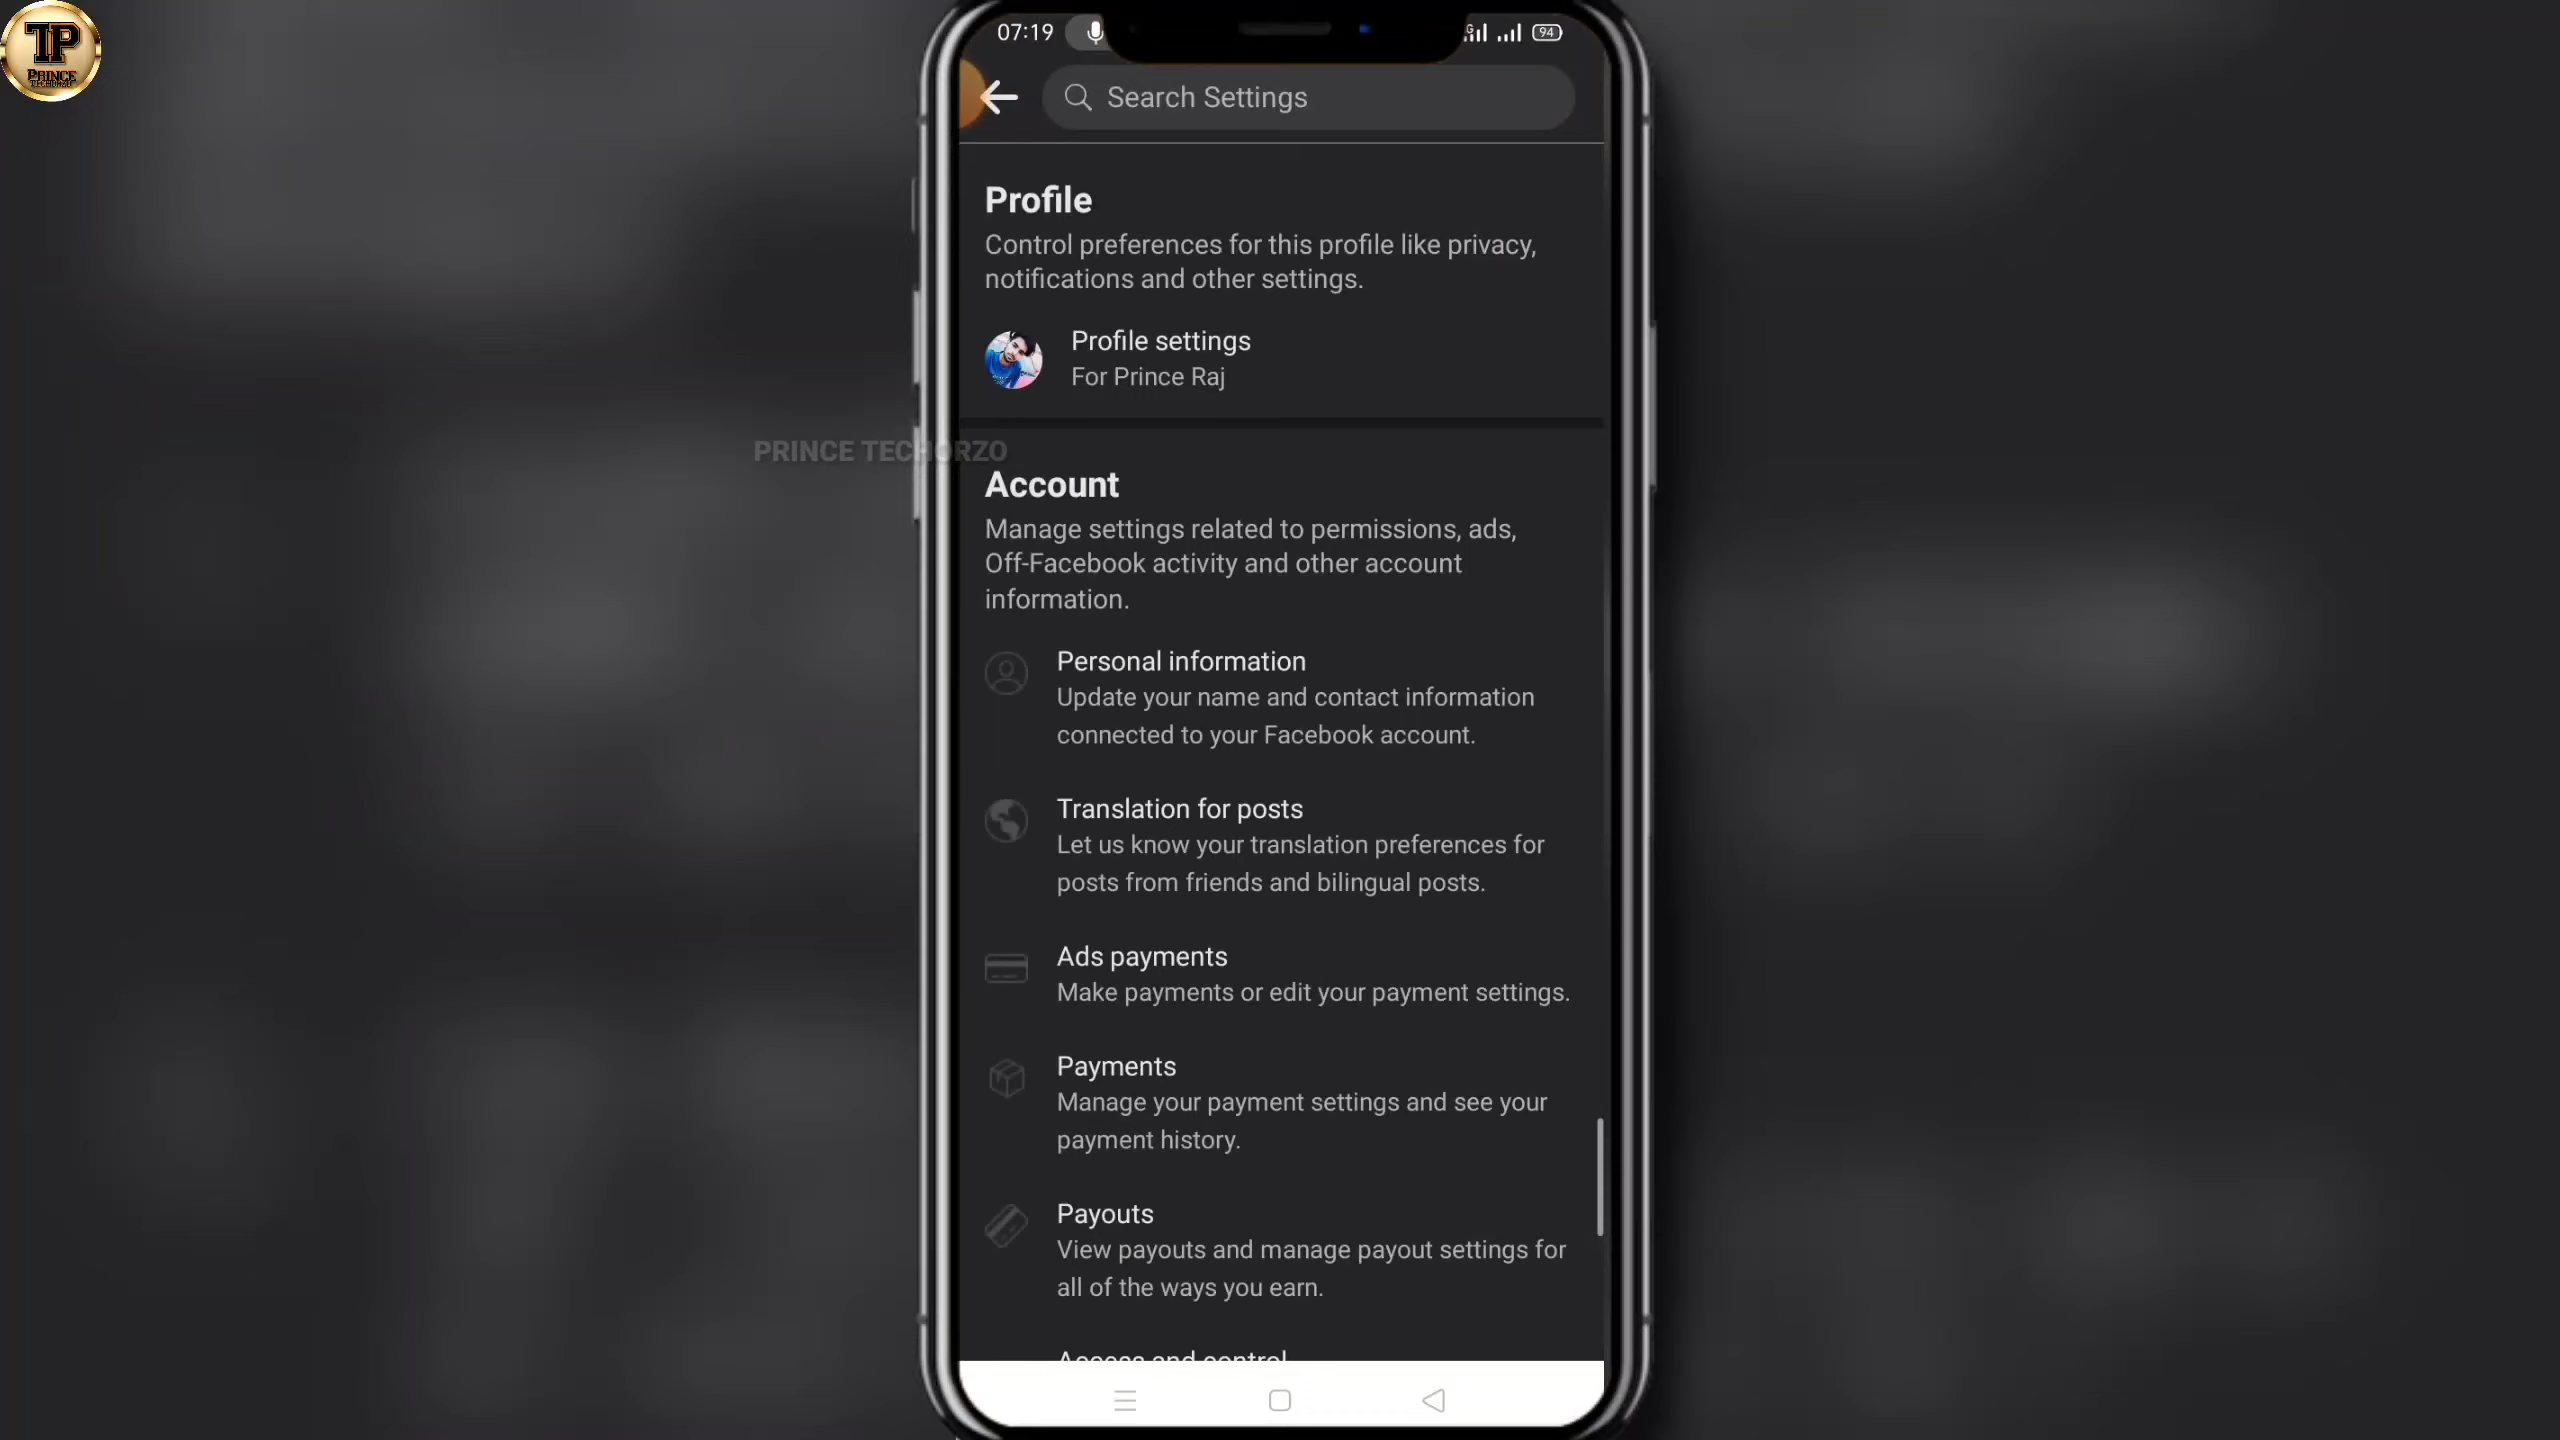 TP
PRINCE
TECHORZO
07:19
94
Search Settings
Profile
Control preferences for this profile like privacy,
notifications and other settings.
Profile settings
For Prince Raj
PRINCE TECHORZO
Account
Manage settings related to permissions, ads,
Off-Facebook activity and other account
information.
Personal information
Update your name and contact information
connected to your Facebook account.
Translation for posts
Let us know your translation preferences for
posts from friends and bilingual posts.
Ads payments
Make payments or edit your payment settings.
Payments
Manage your payment settings and see your
payment history.
Payouts
View payouts and manage payout settings for
all of the ways you earn.
Access and control